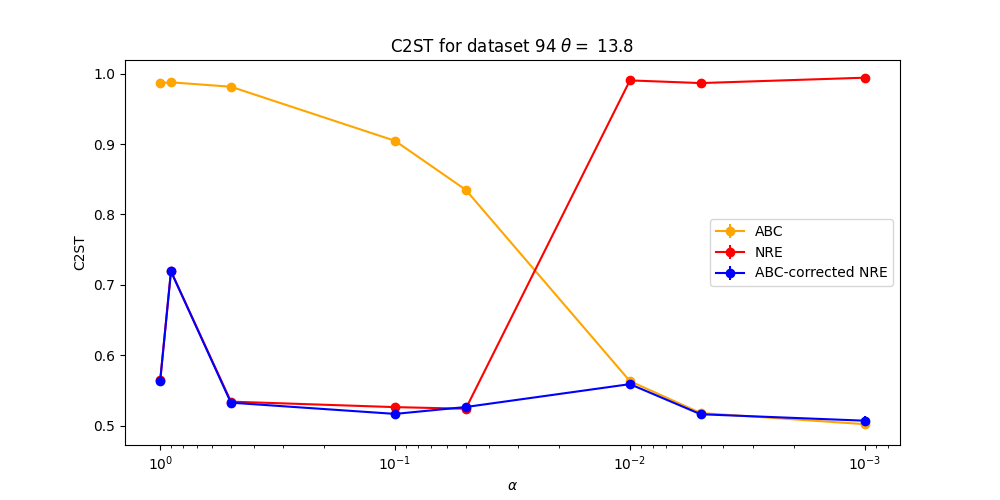 C2ST for dataset 94 θ = 13.8
C2ST
1.0
0.9
0.8
0.7
0.6
0.5
ABC
NRE
ABC-corrected NRE
10⁰
10⁻¹
10⁻²
10⁻³
α